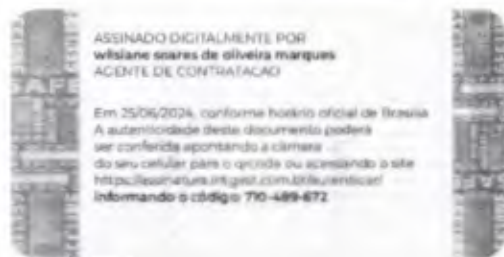 ASSINADO DIGITALMENTE POR
wilsiane soares de oliveira marques
AGENTE DE CONTRATACAO
Em 25/06/2024, conforme horário oficial de Brasília
A autenticidade deste documento poderá
ser conferida apontando a câmera
do seu celular para o qrcode ou acessando o site
informando o código 710-489-672